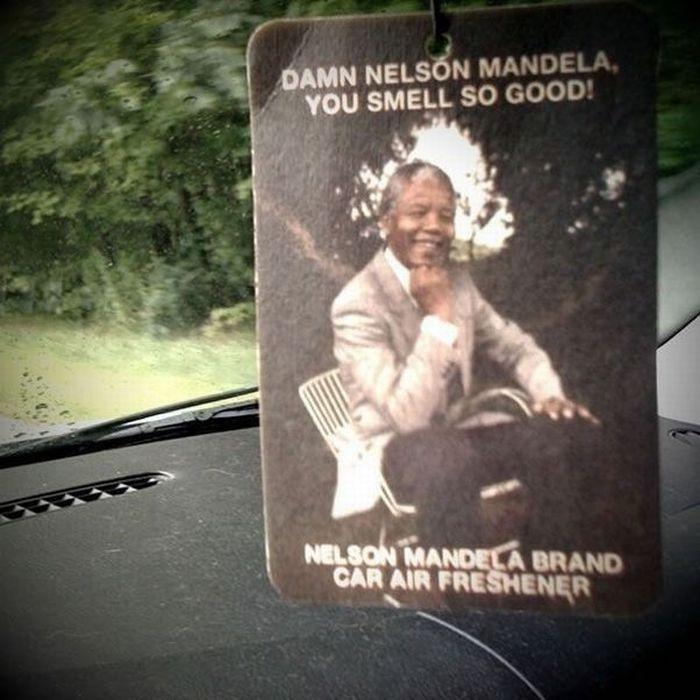 DAMN NELSON MANDELA,
YOU SMELL SO GOOD!
NELSON MANDELA BRAND
CAR AIR FRESHENER